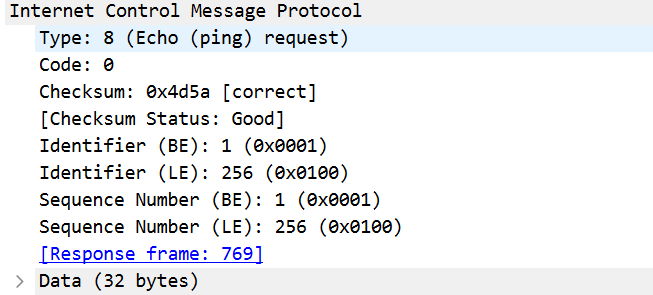 Internet Control Message Protocol
Type: 8 (Echo (ping) request)
Code: 0
Checksum: 0x4d5a [correct]
[Checksum Status: Good]
Identifier (BE): 1 (0x0001)
Identifier (LE): 256 (0x0100)
Sequence Number (BE): 1 (0x0001)
Sequence Number (LE): 256 (0x0100)
[Response frame: 769]
Data (32 bytes)